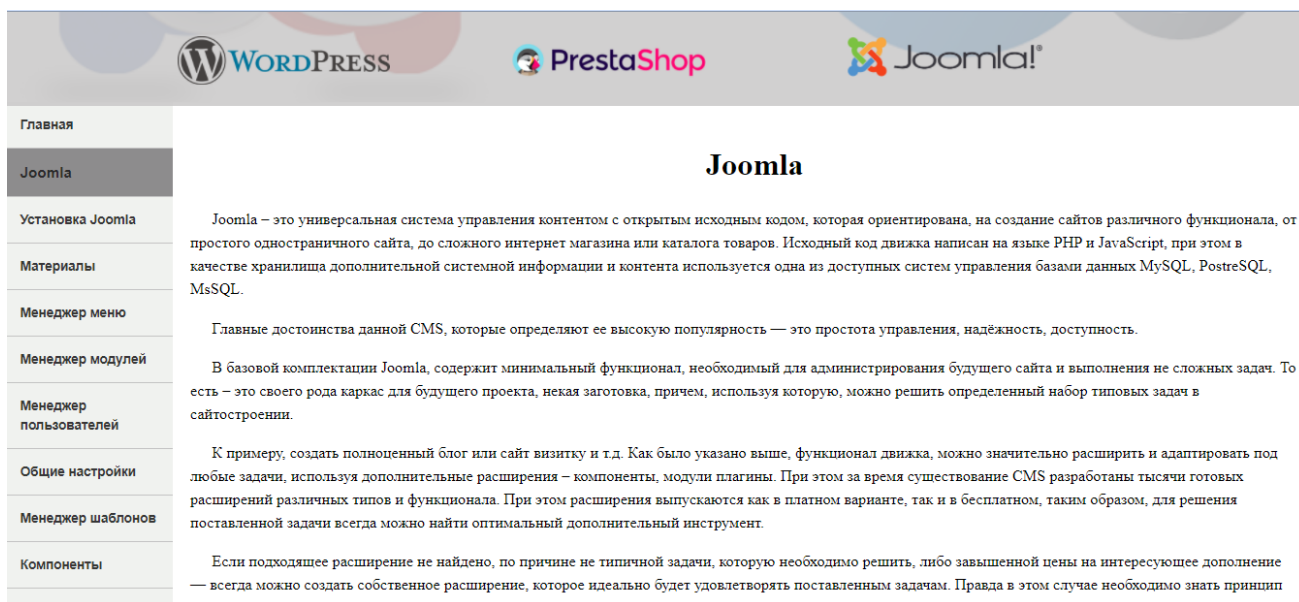 WORDPRESS PrestaShop Joomla!®
Главная
Joomla
Установка Joomla
Материалы
Менеджер меню
Менеджер модулей
Менеджер
пользователей
Общие настройки
Менеджер шаблонов
Компоненты
Joomla
Joomla – это универсальная система управления контентом с открытым исходным кодом, которая ориентирована, на создание сайтов различного функционала, от
простого одностраничного сайта, до сложного интернет магазина или каталога товаров. Исходный код движка написан на языке PHP и JavaScript, при этом в
качестве хранилища дополнительной системной информации и контента используется одна из доступных систем управления базами данных MySQL, PostreSQL,
MsSQL.
Главные достоинства данной CMS, которые определяют ее высокую популярность — это простота управления, надёжность, доступность.
В базовой комплектации Joomla, содержит минимальный функционал, необходимый для администрирования будущего сайта и выполнения не сложных задач. То
есть – это своего рода каркас для будущего проекта, некая заготовка, причем, используя которую, можно решить определенный набор типовых задач в
сайтостроении.
К примеру, создать полноценный блог или сайт визитку и т.д. Как было указано выше, функционал движка, можно значительно расширить и адаптировать под
любые задачи, используя дополнительные расширения – компоненты, модули плагины. При этом за время существование CMS разработаны тысячи готовых
расширений различных типов и функционала. При этом расширения выпускаются как в платном варианте, так и в бесплатном, таким образом, для решения
поставленной задачи всегда можно найти оптимальный дополнительный инструмент.
Если подходящее расширение не найдено, по причине не типичной задачи, которую необходимо решить, либо завышенной цены на интересующее дополнение
— всегда можно создать собственное расширение, которое идеально будет удовлетворять поставленным задачам. Правда в этом случае необходимо знать принцип